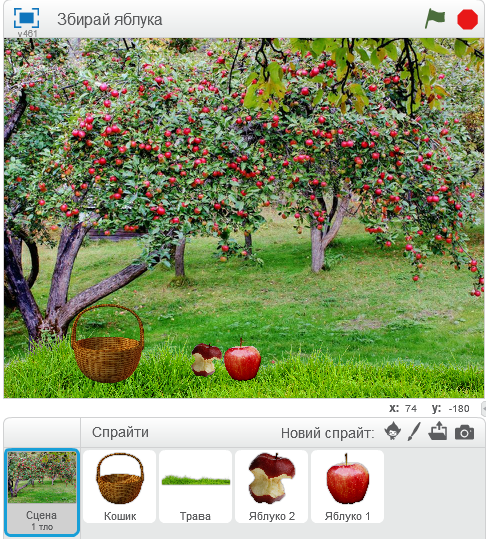 Збирай яблука
v461
x: 74 y: -180
Спрайти
Новий спрайт:
Сцена
1 тло
Кошик
Трава
Яблуко 2
Яблуко 1